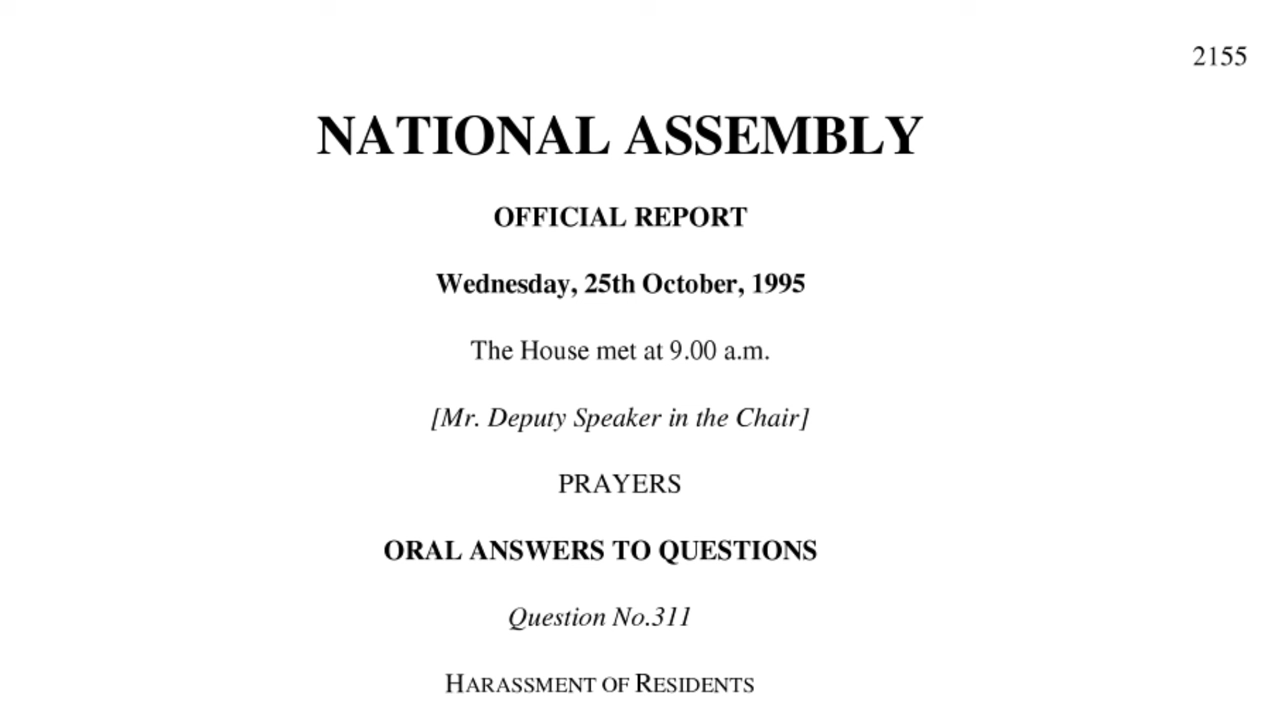 2155
NATIONAL ASSEMBLY
OFFICIAL REPORT
Wednesday, 25th October, 1995
The House met at 9.00 a.m.
[Mr. Deputy Speaker in the Chair]
PRAYERS
ORAL ANSWERS TO QUESTIONS
Question No.311
HARASSMENT OF RESIDENTS